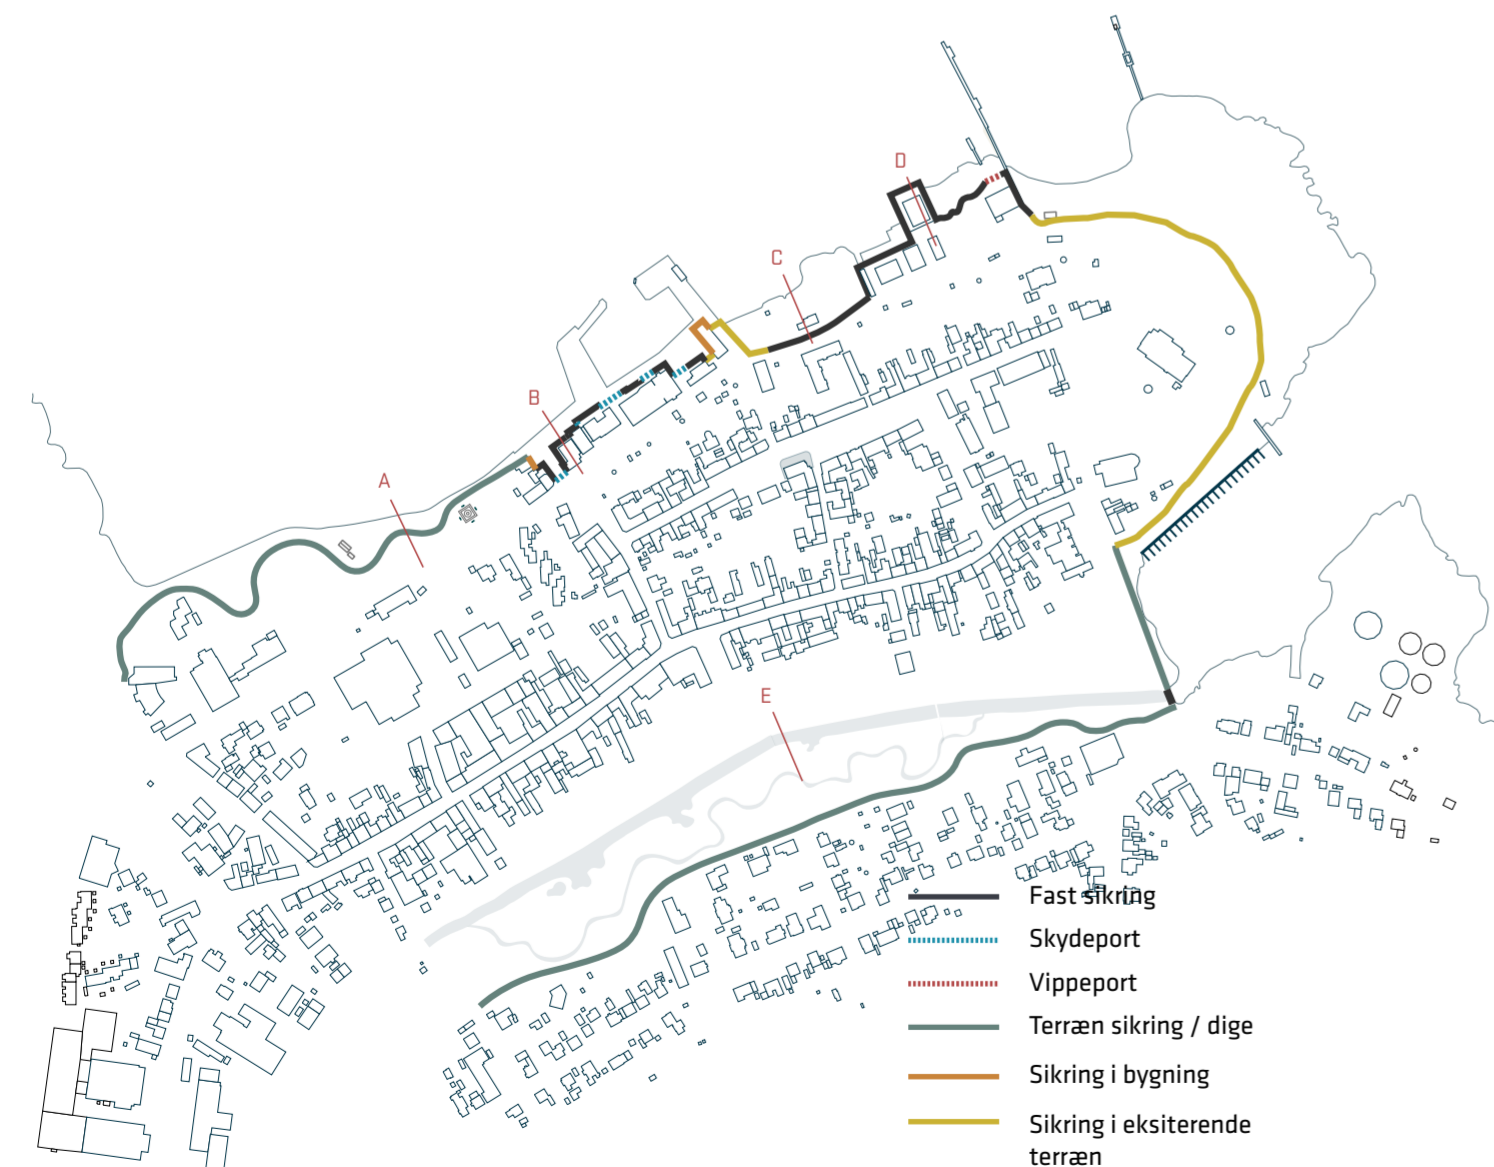 D
C
B
A
E
Fast sikring
Skydeport
Vippeport
Terræn sikring / dige
Sikring i bygning
Sikring i eksiterende
terræn